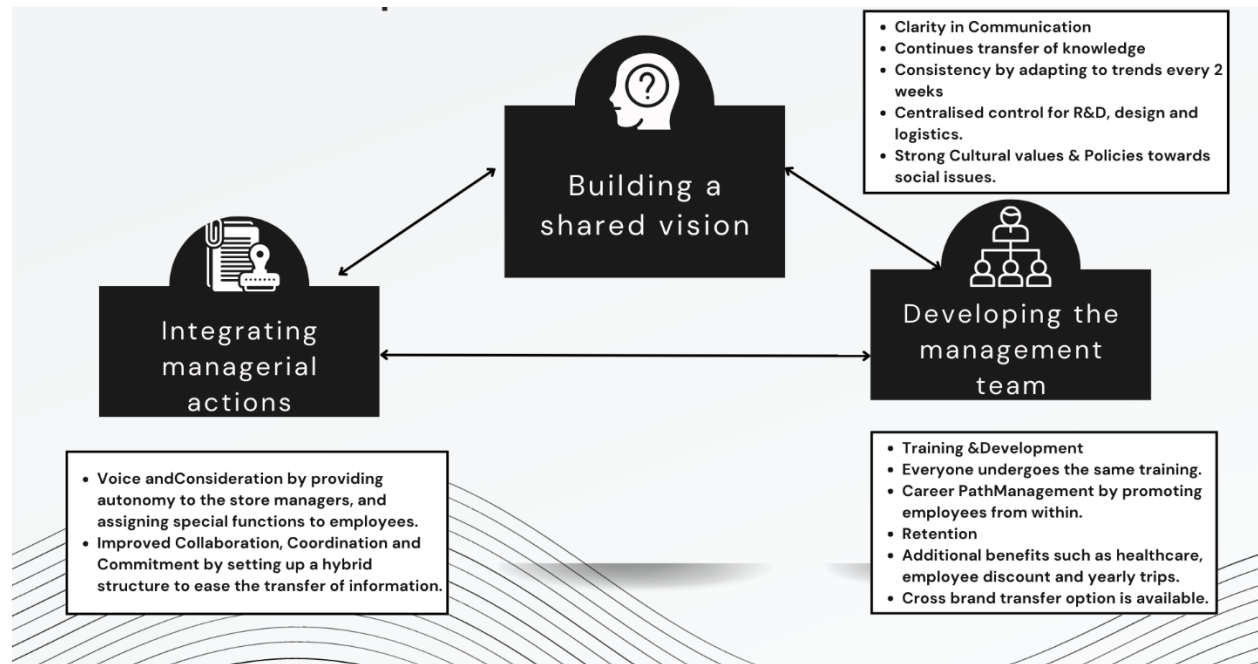 • Clarity in Communication
• Continues transfer of knowledge
• Consistency by adapting to trends every 2
weeks
• Centralised control for R&D, design and
logistics.
• Strong Cultural values & Policies towards
social issues.
Building a
shared vision
Integrating
managerial
actions
Developing the
management
team
• Voice andConsideration by providing
autonomy to the store managers, and
assigning special functions to employees.
• Improved Collaboration, Coordination and
Commitment by setting up a hybrid
structure to ease the transfer of information.
• Training &Development
• Everyone undergoes the same training.
• Career PathManagement by promoting
employees from within.
• Retention
• Additional benefits such as healthcare,
employee discount and yearly trips.
• Cross brand transfer option is available.